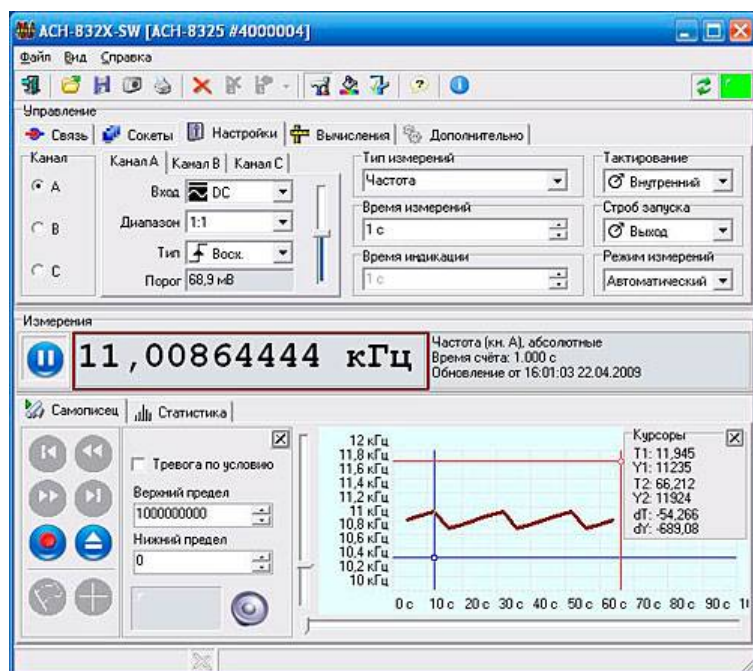 ACH-832X-SW [ACH-8325 #4000004]
Файл Вид Справка
Управление
Связь Сокеты Настройки Вычисления Дополнительно
Канал
A
B
C
Канал A Канал B Канал C
Вход DC
Диапазон 1:1
Тип Восх.
Порог 68,9 мВ
Тип измерений
Частота
Время измерений
1 с
Время индикации
1 с
Тактирование
Внутренний
Строб запуска
Выход
Режим измерений
Автоматический
Измерения
11,00864444 кГц
Частота (кн. A), абсолютные
Время счёта: 1.000 с
Обновление от 16:01:03 22.04.2009
Самописец Статистика
Тревога по условию
Верхний предел
1000000000
Нижний предел
0
12 кГц
11,8 кГц
11,6 кГц
11,4 кГц
11,2 кГц
11 кГц
10,8 кГц
10,6 кГц
10,4 кГц
10,2 кГц
10 кГц
0 с 10 с 20 с 30 с 40 с 50 с 60 с 70 с 80 с 90 с 1
Курсоры
T1: 11,945
Y1: 11235
T2: 66,212
Y2: 11924
dT: -54,266
dY: -689,08